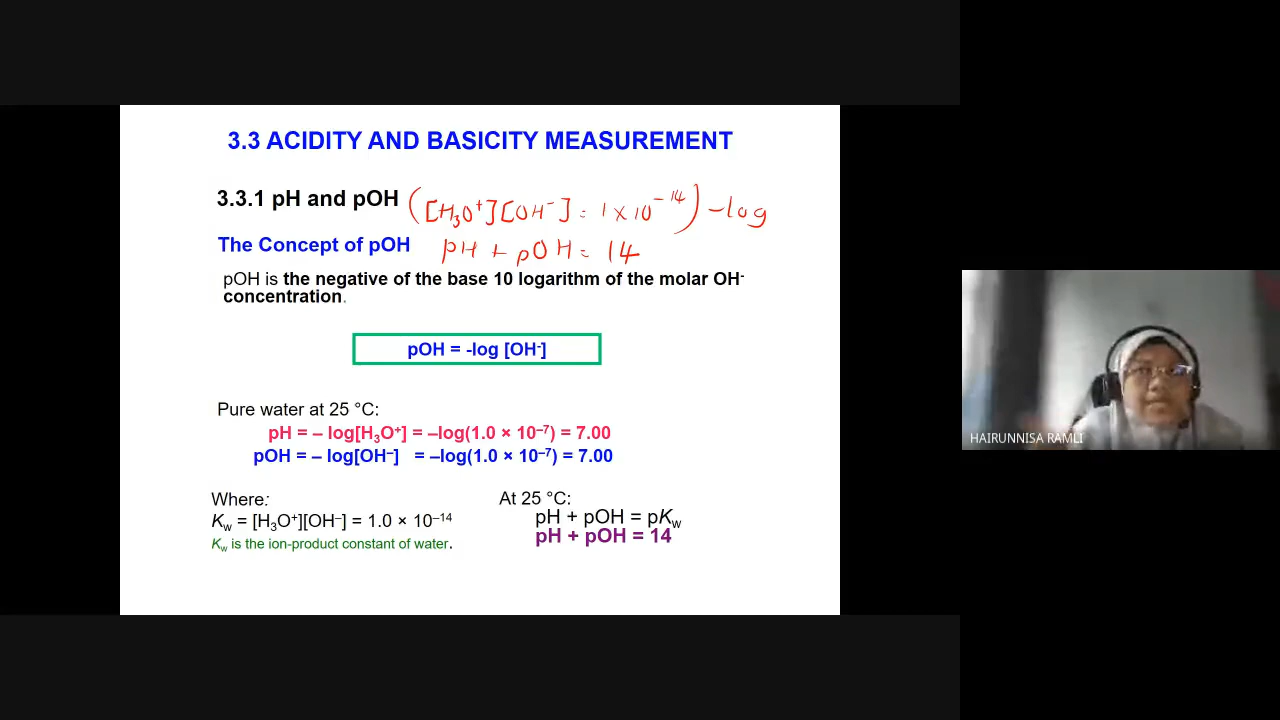 3.3 ACIDITY AND BASICITY MEASUREMENT
3.3.1 pH and pOH ([H₃O⁺][OH⁻] = 1 × 10⁻¹⁴) -log
The Concept of pOH pH + pOH = 14
pOH is the negative of the base 10 logarithm of the molar OH⁻
concentration.
pOH = -log [OH⁻]
Pure water at 25 °C:
pH = – log[H₃O⁺] = –log(1.0 × 10⁻⁷) = 7.00
pOH = – log[OH⁻] = –log(1.0 × 10⁻⁷) = 7.00
Where:
Kw = [H₃O⁺][OH⁻] = 1.0 × 10⁻¹⁴
Kw is the ion-product constant of water.
At 25 °C:
pH + pOH = pKw
pH + pOH = 14
HAIRUNNISA RAMLI